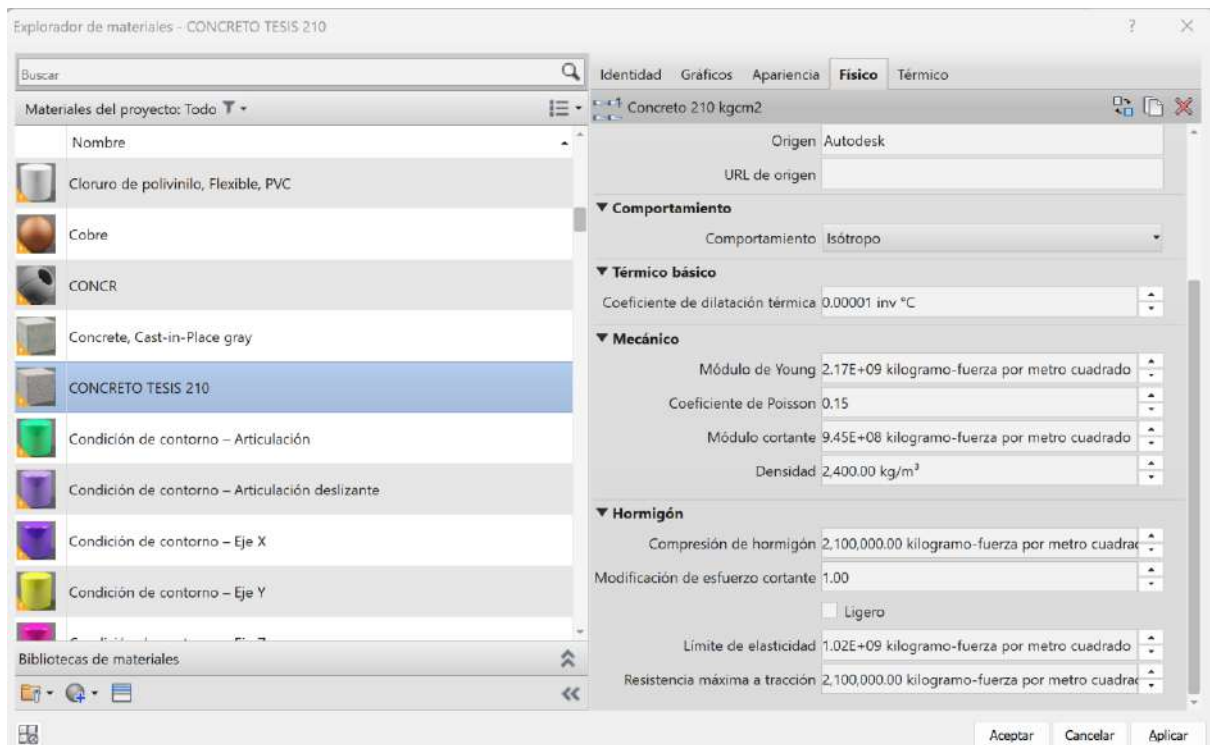 Explorador de materiales - CONCRETO TESIS 210
?
Buscar
Materiales del proyecto: Todo
Nombre
Cloruro de polivinilo, Flexible, PVC
Cobre
CONCR
Concrete, Cast-in-Place gray
CONCRETO TESIS 210
Condición de contorno – Articulación
Condición de contorno – Articulación deslizante
Condición de contorno – Eje X
Condición de contorno – Eje Y
Bibliotecas de materiales
Identidad Gráficos Apariencia Físico Térmico
Concreto 210 kgcm2
Origen Autodesk
URL de origen
Comportamiento
Comportamiento Isótropo
Térmico básico
Coeficiente de dilatación térmica 0.00001 inv °C
Mecánico
Módulo de Young 2.17E+09 kilogramo-fuerza por metro cuadrado
Coeficiente de Poisson 0.15
Módulo cortante 9.45E+08 kilogramo-fuerza por metro cuadrado
Densidad 2,400.00 kg/m³
Hormigón
Compresión de hormigón 2,100,000.00 kilogramo-fuerza por metro cuadrad
Modificación de esfuerzo cortante 1.00
Ligero
Límite de elasticidad 1.02E+09 kilogramo-fuerza por metro cuadrado
Resistencia máxima a tracción 2,100,000.00 kilogramo-fuerza por metro cuadrad
Aceptar Cancelar Aplicar